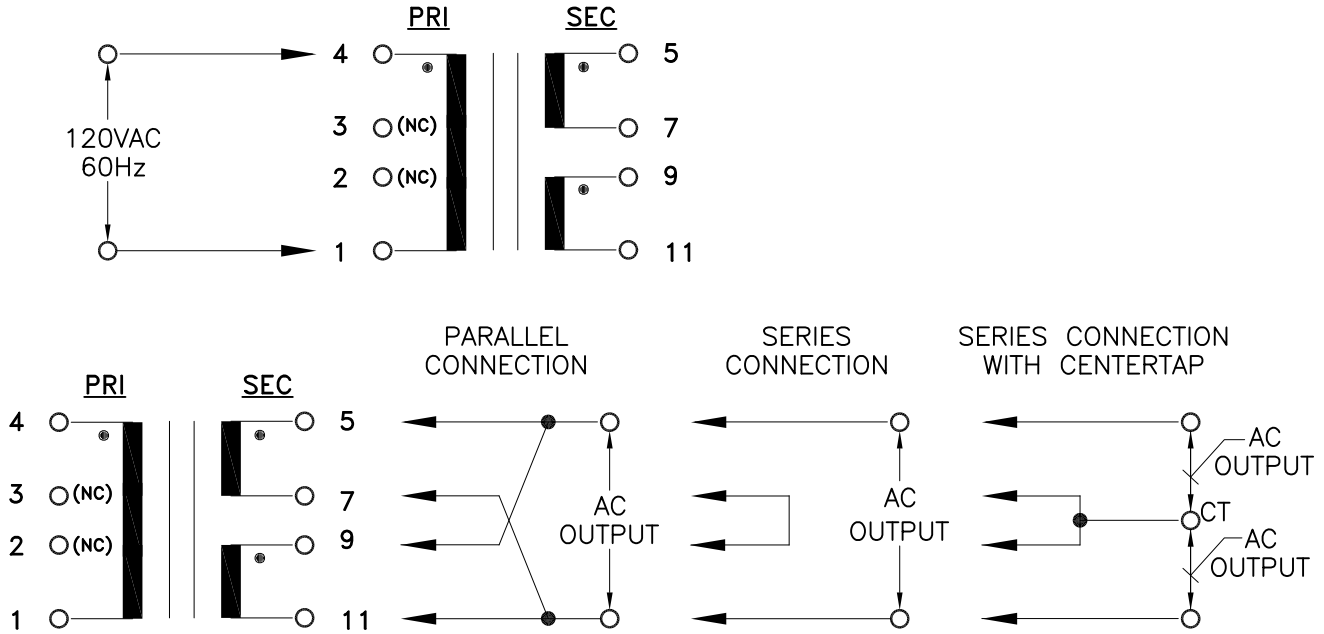 PRI SEC
4 5
3 (NC) 7
120VAC
60Hz
2 (NC) 9
1 11
PARALLEL
CONNECTION
SERIES
CONNECTION
SERIES CONNECTION
WITH CENTERTAP
PRI SEC
4 5
3 (NC) 7
2 (NC) 9
1 11
AC
OUTPUT
AC
OUTPUT
AC
OUTPUT
CT
AC
OUTPUT